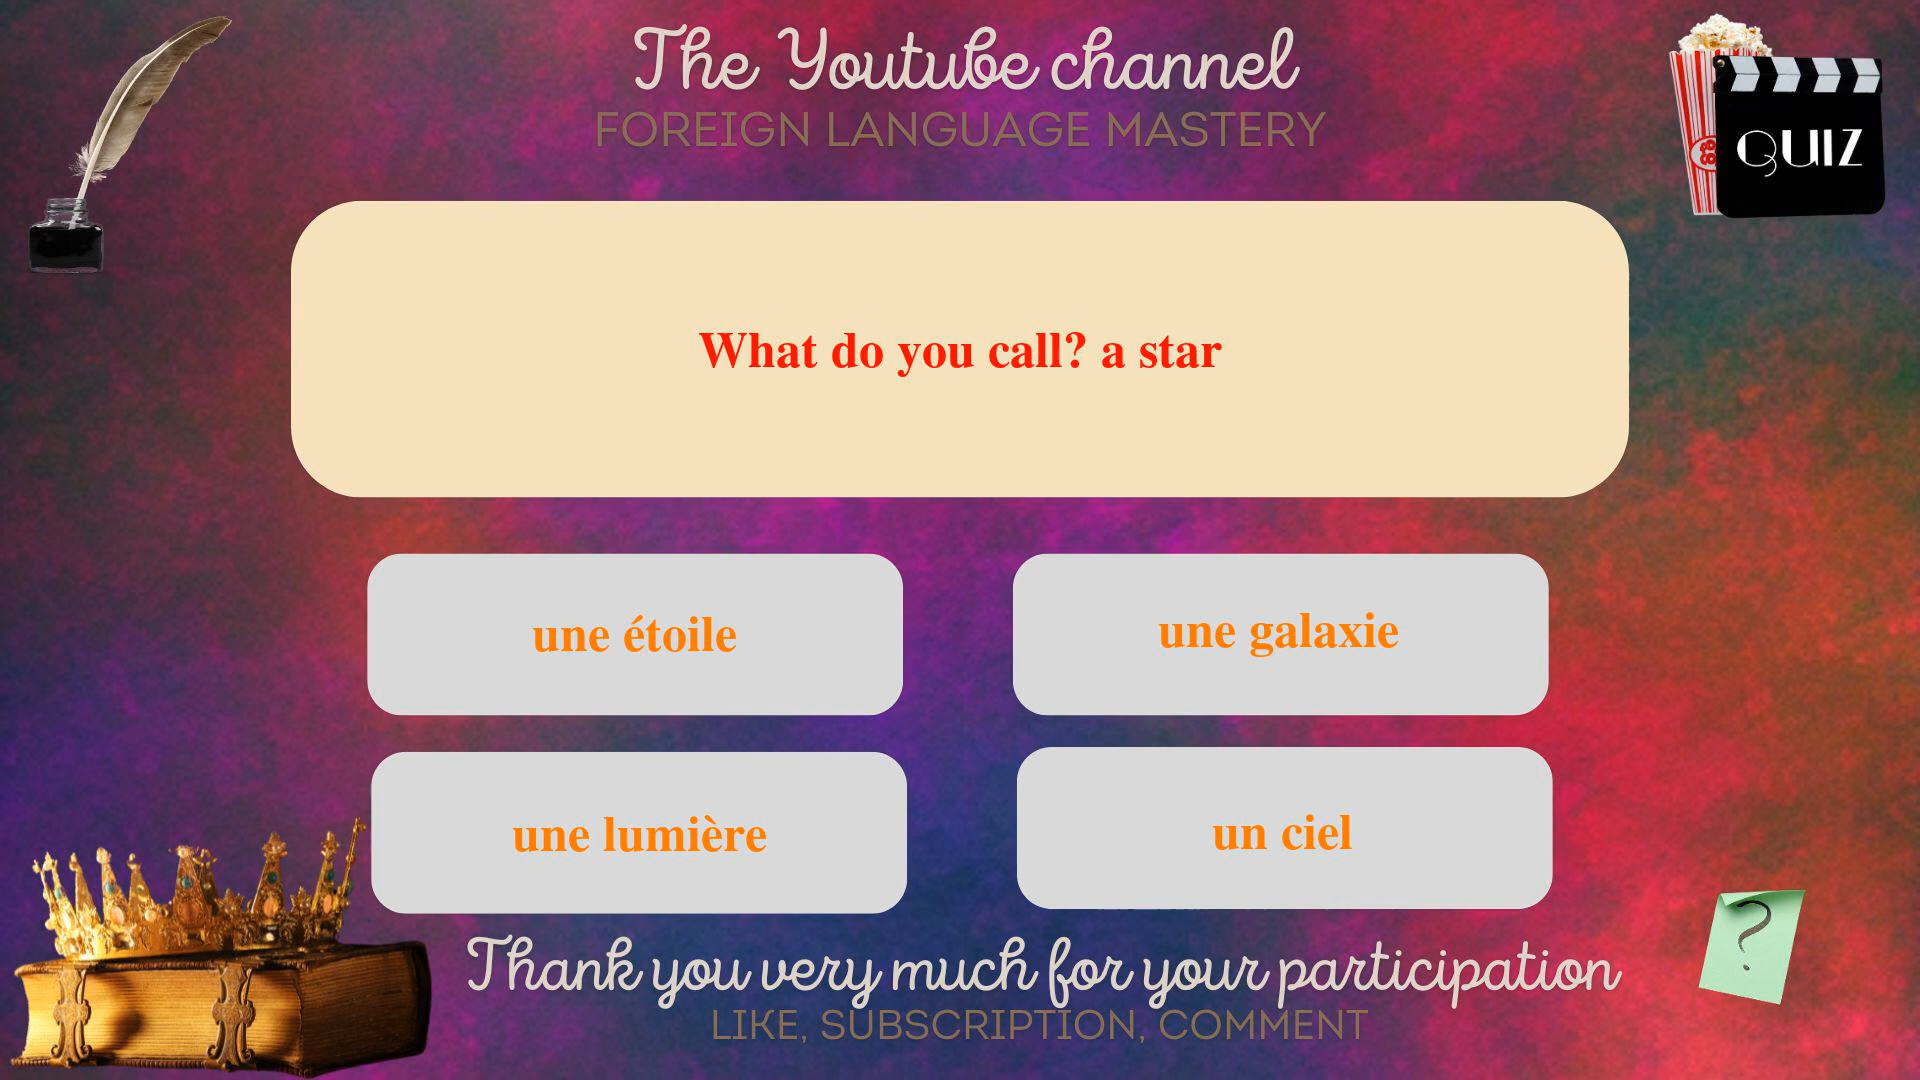 The Youtube channel
FOREIGN LANGUAGE MASTERY
QUIZ
What do you call? a star
une étoile
une galaxie
une lumière
un ciel
?
Thank you very much for your participation
LIKE, SUBSCRIPTION, COMMENT